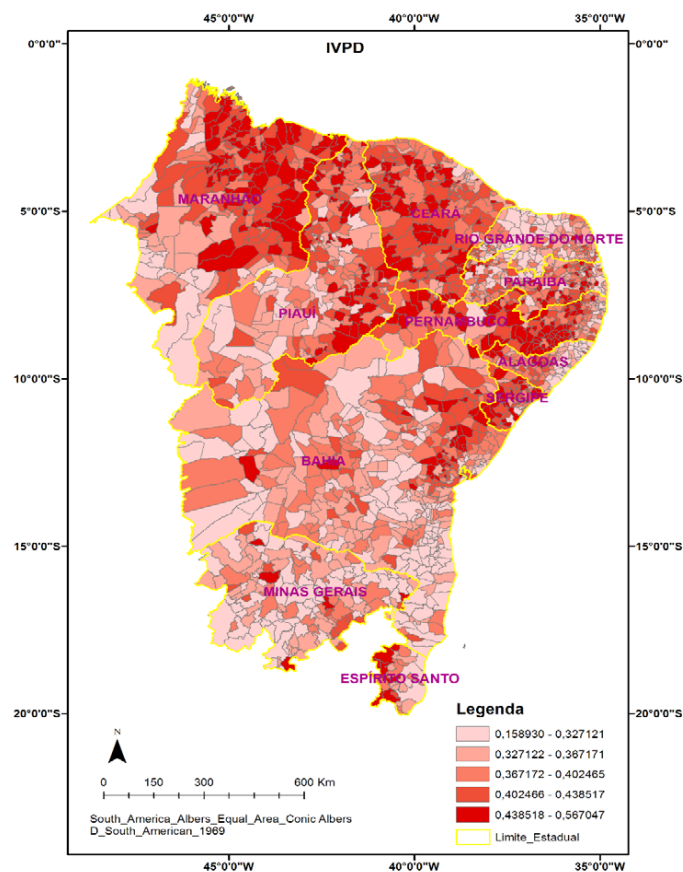 45°0'0"W 40°0'0"W 35°0'0"W
0°0'0" 0°0'0"
IVPD
MARANHÃO
CEARÁ
5°0'0"S 5°0'0"S
RIO GRANDE DO NORTE
PARAÍBA
PIAUÍ
PERNAMBUCO
ALAGOAS
10°0'0"S 10°0'0"S
SERGIPE
BAHIA
15°0'0"S 15°0'0"S
MINAS GERAIS
ESPÍRITO SANTO
20°0'0"S 20°0'0"S
Legenda
0,158930 - 0,327121
0,327122 - 0,367171
0,367172 - 0,402465
0,402466 - 0,438517
0,438518 - 0,567047
Limite_Estadual
N
0 150 300 600 Km
South_America_Albers_Equal_Area_Conic Albers
D_South_American_1969
45°0'0"W 40°0'0"W 35°0'0"W